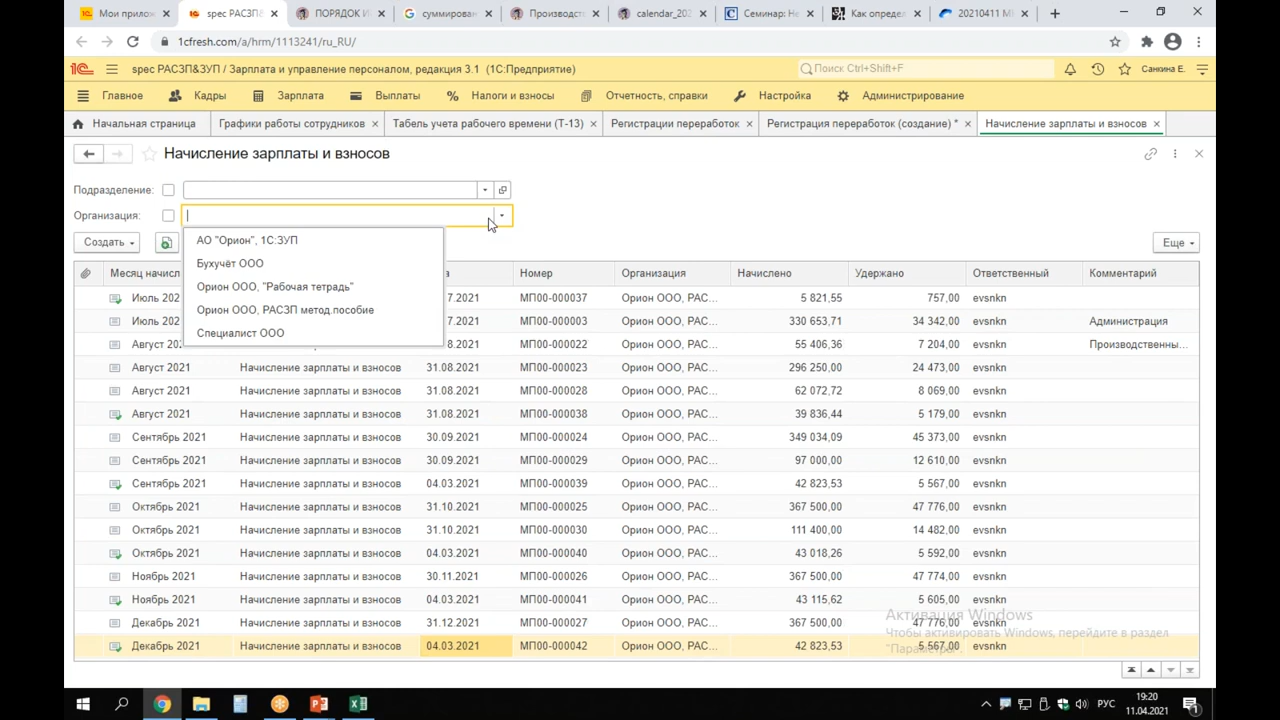 Мои прилож
spec РАСЗП&
ПОРЯДОК И
суммирован
Производст
calendar_202
Семинар: Не
Как определ
20210411 М
1cfresh.com/a/hrm/1113241/ru_RU/
spec РАСЗП&ЗУП / Зарплата и управление персоналом, редакция 3.1 (1С:Предприятие)
Поиск Ctrl+Shift+F
Санкина Е.
Главное
Кадры
Зарплата
Выплаты
Налоги и взносы
Отчетность, справки
Настройка
Администрирование
Начальная страница
Графики работы сотрудников
Табель учета рабочего времени (Т-13)
Регистрации переработок
Регистрация переработок (создание) *
Начисление зарплаты и взносов
Начисление зарплаты и взносов
Подразделение:
Организация:
АО "Орион", 1С:ЗУП
Бухучёт ООО
Орион ООО, "Рабочая тетрадь"
Орион ООО, РАСЗП метод.пособие
Специалист ООО
Создать
Еще
Месяц начисл
а Номер Организация Начислено Удержано Ответственный Комментарий
Июль 202 7.2021 МП00-000037 Орион ООО, РАС... 5 821,55 757,00 evsnkn
Июль 202 МП00-000003 Орион ООО, РАС... 330 653,71 34 342,00 evsnkn Администрация
Август 202 8.2021 МП00-000022 Орион ООО, РАС... 55 406,36 7 204,00 evsnkn Производственны...
Август 2021 Начисление зарплаты и взносов 31.08.2021 МП00-000023 Орион ООО, РАС... 296 250,00 24 473,00 evsnkn
Август 2021 Начисление зарплаты и взносов 31.08.2021 МП00-000028 Орион ООО, РАС... 62 072,72 8 069,00 evsnkn
Август 2021 Начисление зарплаты и взносов 31.08.2021 МП00-000038 Орион ООО, РАС... 39 836,44 5 179,00 evsnkn
Сентябрь 2021 Начисление зарплаты и взносов 30.09.2021 МП00-000024 Орион ООО, РАС... 349 034,09 45 373,00 evsnkn
Сентябрь 2021 Начисление зарплаты и взносов 30.09.2021 МП00-000029 Орион ООО, РАС... 97 000,00 12 610,00 evsnkn
Сентябрь 2021 Начисление зарплаты и взносов 04.03.2021 МП00-000039 Орион ООО, РАС... 42 823,53 5 567,00 evsnkn
Октябрь 2021 Начисление зарплаты и взносов 31.10.2021 МП00-000025 Орион ООО, РАС... 367 500,00 47 776,00 evsnkn
Октябрь 2021 Начисление зарплаты и взносов 31.10.2021 МП00-000030 Орион ООО, РАС... 111 400,00 14 482,00 evsnkn
Октябрь 2021 Начисление зарплаты и взносов 04.03.2021 МП00-000040 Орион ООО, РАС... 43 018,26 5 592,00 evsnkn
Ноябрь 2021 Начисление зарплаты и взносов 30.11.2021 МП00-000026 Орион ООО, РАС... 367 500,00 47 774,00 evsnkn
Ноябрь 2021 Начисление зарплаты и взносов 04.03.2021 МП00-000041 Орион ООО, РАС... 43 115,62 5 605,00 evsnkn
Декабрь 2021 Начисление зарплаты и взносов 31.12.2021 МП00-000027 Орион ООО, РАС... 367 500,00 47 776,00 evsnkn
Декабрь 2021 Начисление зарплаты и взносов 04.03.2021 МП00-000042 Орион ООО, РАС... 42 823,53 5 567,00 evsnkn
Активация Windows
Чтобы активировать Windows, перейдите в раздел
"Параметры".
РУС
19:20
11.04.2021
1